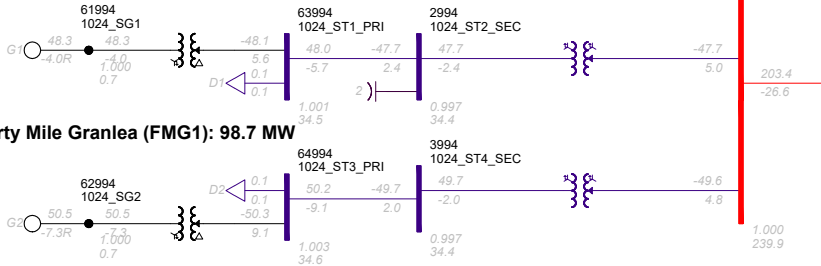 61994
1024_SG1
63994
1024_ST1_PRI
2994
1024_ST2_SEC
G1 48.3 48.3 -48.1 48.0 -47.7 47.7 -47.7
-4.0R -4.0 5.6 -5.7 2.4 -2.4 5.0
1.000
0.7
D1 0.1
0.1
2
203.4
-26.6
1.001
34.5
0.997
34.4
rty Mile Granlea (FMG1): 98.7 MW
62994
1024_SG2
64994
1024_ST3_PRI
3994
1024_ST4_SEC
D2 0.1
0.1
G2 50.5 50.5 -50.3 50.2 -49.7 49.7 -49.6
-7.3R -7.3 9.1 -9.1 2.0 -2.0 4.8
1.000
0.7
1.003
34.6
0.997
34.4
1.000
239.9